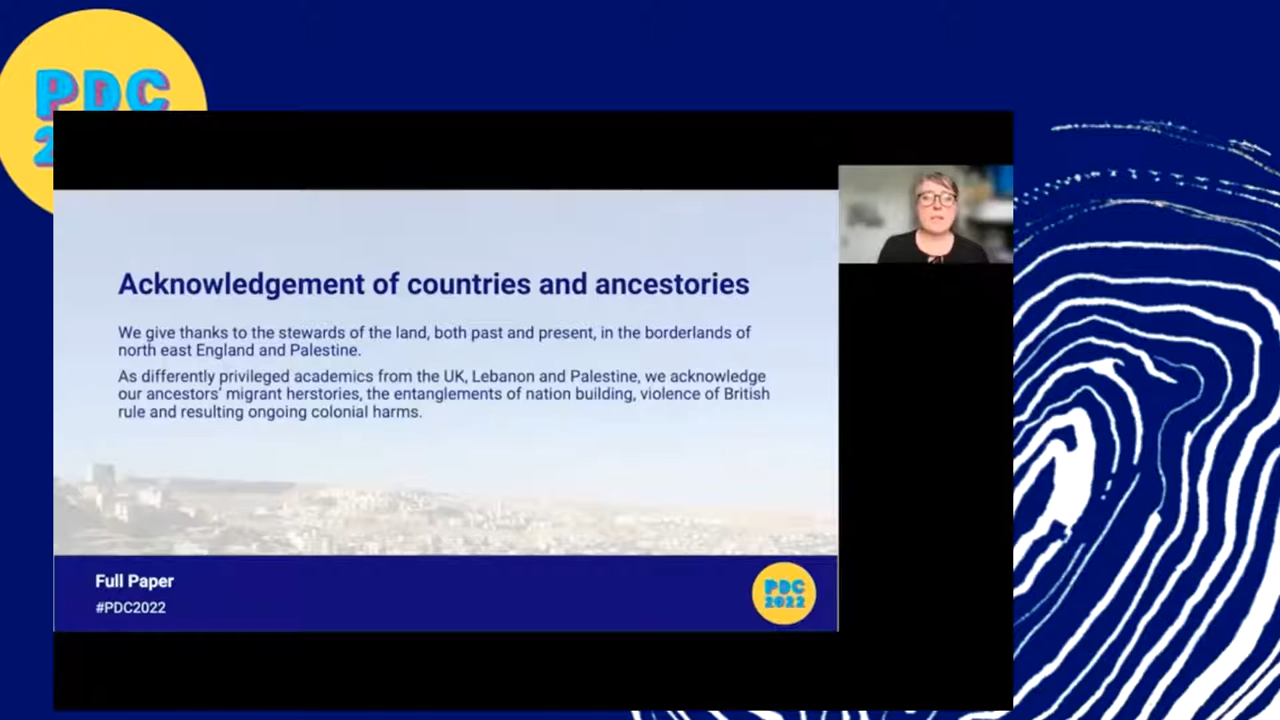 PDC
2
Acknowledgement of countries and ancestories
We give thanks to the stewards of the land, both past and present, in the borderlands of
north east England and Palestine.
As differently privileged academics from the UK, Lebanon and Palestine, we acknowledge
our ancestors' migrant herstories, the entanglements of nation building, violence of British
rule and resulting ongoing colonial harms.
Full Paper
#PDC2022
PDC
2022